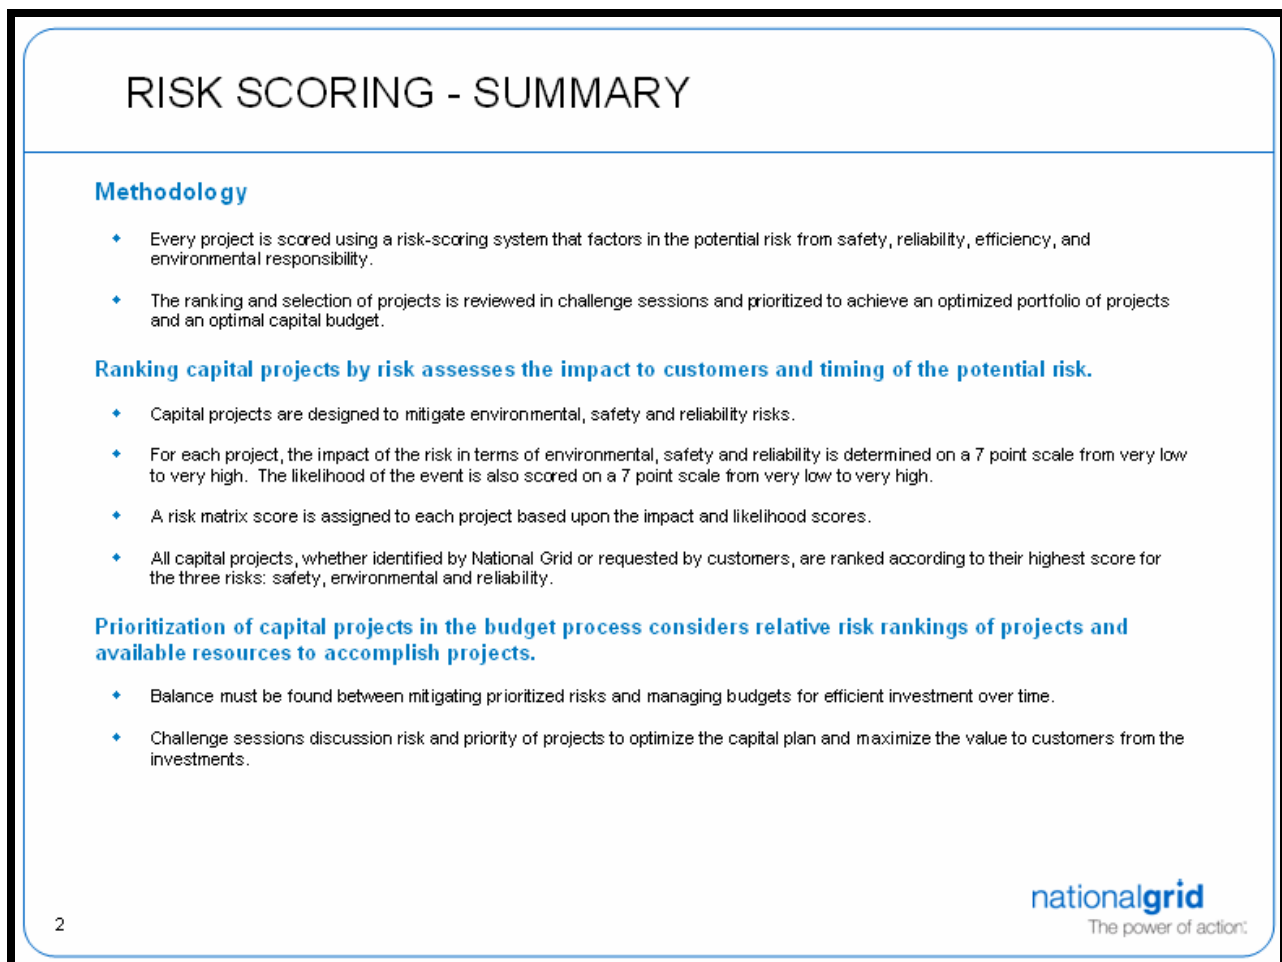 RISK SCORING - SUMMARY
Methodology
Every project is scored using a risk-scoring system that factors in the potential risk from safety, reliability, efficiency, and
environmental responsibility.
The ranking and selection of projects is reviewed in challenge sessions and prioritized to achieve an optimized portfolio of projects
and an optimal capital budget.
Ranking capital projects by risk assesses the impact to customers and timing of the potential risk.
Capital projects are designed to mitigate environmental, safety and reliability risks.
For each project, the impact of the risk in terms of environmental, safety and reliability is determined on a 7 point scale from very low
to very high. The likelihood of the event is also scored on a 7 point scale from very low to very high.
A risk matrix score is assigned to each project based upon the impact and likelihood scores.
All capital projects, whether identified by National Grid or requested by customers, are ranked according to their highest score for
the three risks: safety, environmental and reliability.
Prioritization of capital projects in the budget process considers relative risk rankings of projects and
available resources to accomplish projects.
Balance must be found between mitigating prioritized risks and managing budgets for efficient investment over time.
Challenge sessions discussion risk and priority of projects to optimize the capital plan and maximize the value to customers from the
investments.
nationalgrid
The power of action.
2